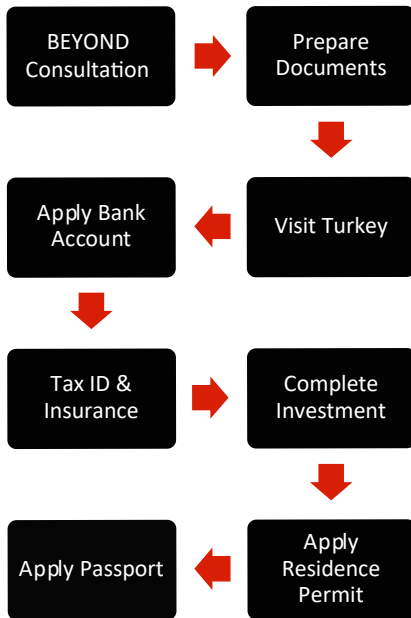 BEYOND
Consultation
Prepare
Documents
Visit Turkey
Apply Bank
Account
Tax ID &
Insurance
Complete
Investment
Apply
Residence
Permit
Apply Passport